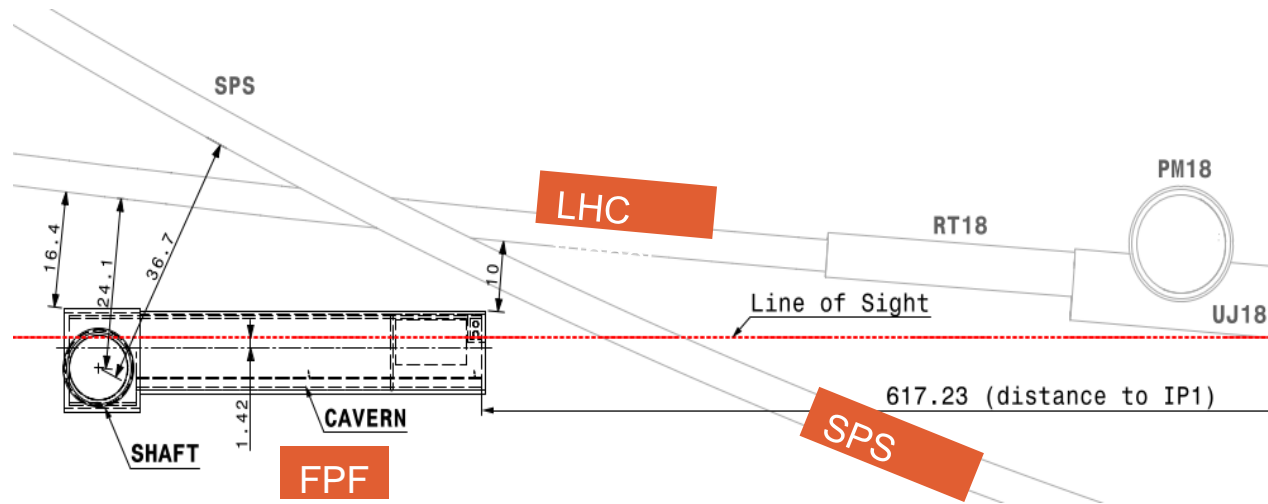 SPS
PM18
LHC
RT18
16.4
24.1
36.7
10
Line of Sight
UJ18
617.23 (distance to IP1)
1.42
CAVERN
SHAFT
SPS
FPF